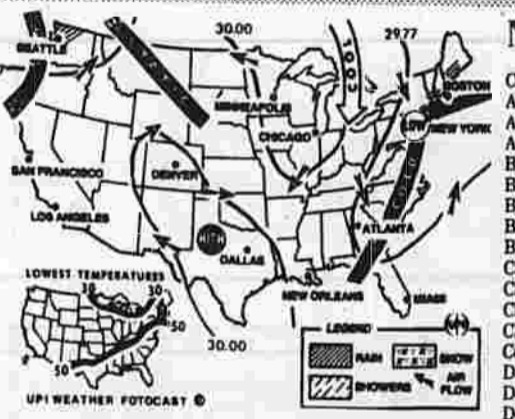 30.00
29.77
SEATTLE
COOL
BOSTON
MINNEAPOLIS
LOW
NEW YORK
CHICAGO
SAN FRANCISCO
DENVER
COLD
LOS ANGELES
HIGH
ATLANTA
DALLAS
LOWEST TEMPERATURES
NEW ORLEANS
MIAMI
30
30
50
30.00
50
LEGEND
RAIN
SNOW
SHOWERS
AIR
FLOW
UPI WEATHER FOTOCAST ©
N
C
A
A
A
B
B
B
B
B
C
C
C
C
C
D
D